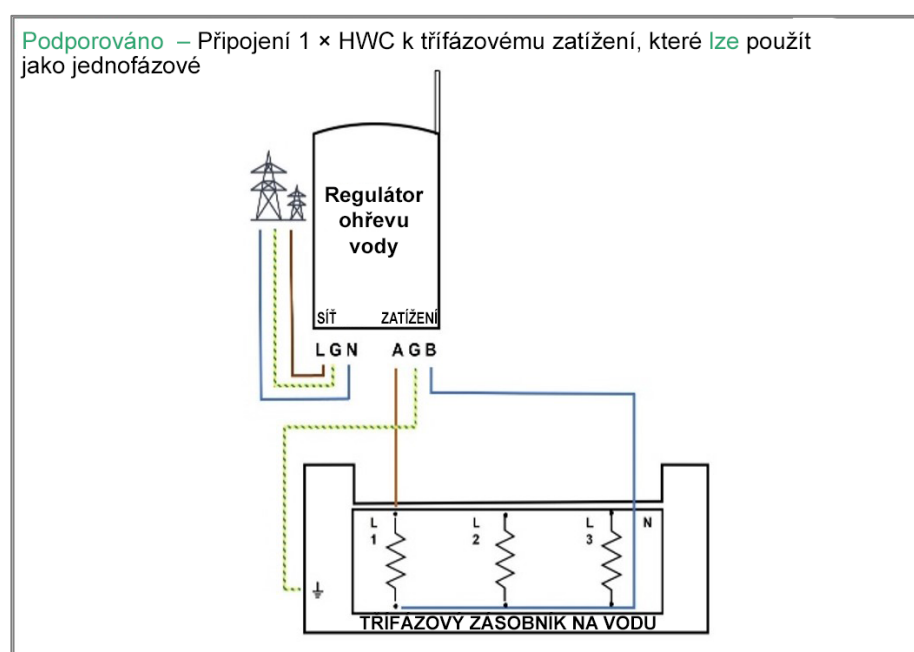 Podporováno – Připojení 1 × HWC k třífázovému zatížení, které lze použít
jako jednofázové
Regulátor
ohřevu
vody
SÍŤ ZATÍŽENÍ
L G N A G B
L
1
L
2
L
3
N
TŘÍFÁZOVÝ ZÁSOBNÍK NA VODU